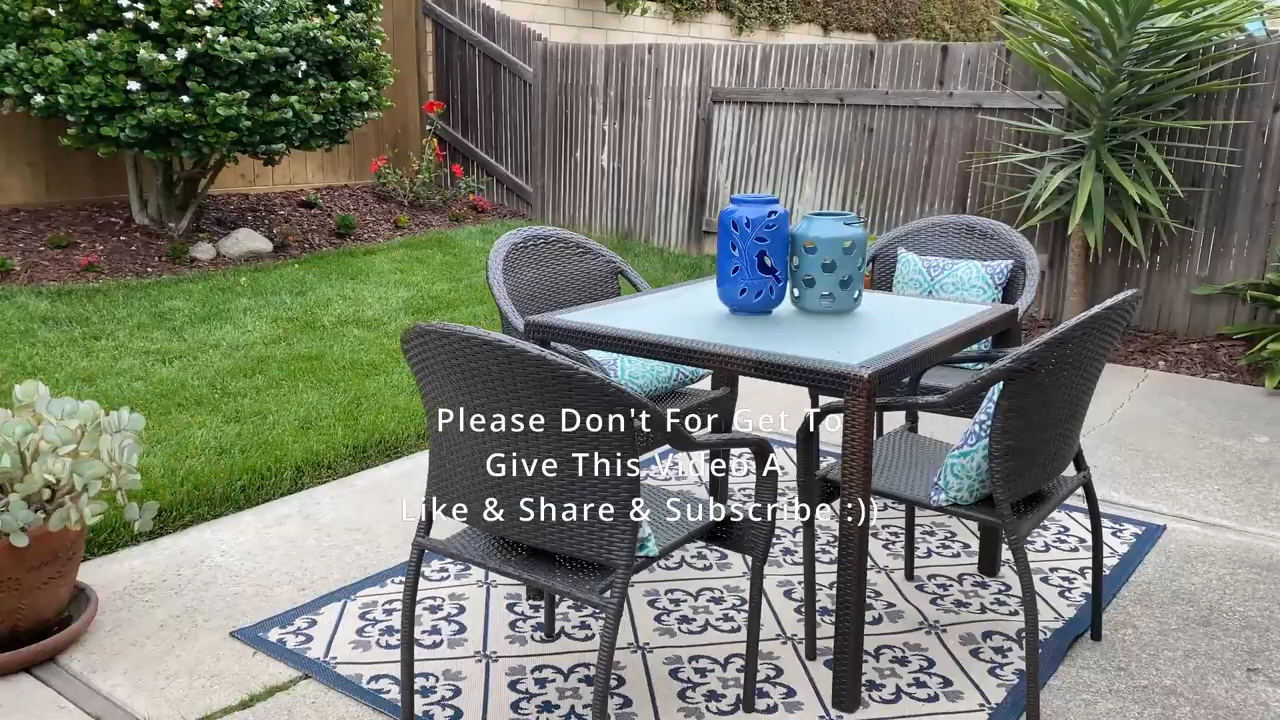 Please Don't For Get To
Give This Video A
Like & Share & Subscribe :))